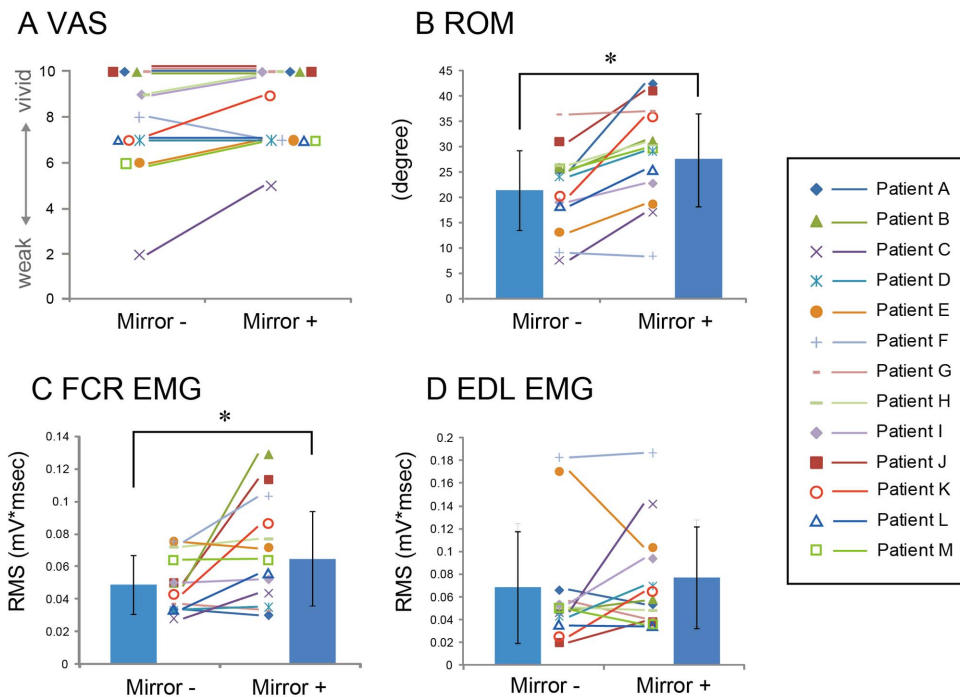 A VAS
vivid
weak
10
8
6
4
2
0
Mirror -
Mirror +
B ROM
*
(degree)
45
40
35
30
25
20
15
10
5
0
Mirror -
Mirror +
C FCR EMG
*
RMS (mV*msec)
0.14
0.12
0.1
0.08
0.06
0.04
0.02
0
Mirror -
Mirror +
D EDL EMG
RMS (mV*msec)
0.2
0.18
0.16
0.14
0.12
0.1
0.08
0.06
0.04
0.02
0
Mirror -
Mirror +
Patient A
Patient B
Patient C
Patient D
Patient E
Patient F
Patient G
Patient H
Patient I
Patient J
Patient K
Patient L
Patient M